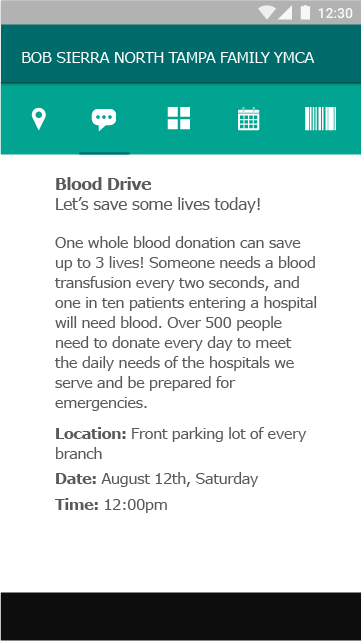 12:30
BOB SIERRA NORTH TAMPA FAMILY YMCA
Blood Drive
Let's save some lives today!
One whole blood donation can save
up to 3 lives! Someone needs a blood
transfusion every two seconds, and
one in ten patients entering a hospital
will need blood. Over 500 people
need to donate every day to meet
the daily needs of the hospitals we
serve and be prepared for
emergencies.
Location: Front parking lot of every
branch
Date: August 12th, Saturday
Time: 12:00pm